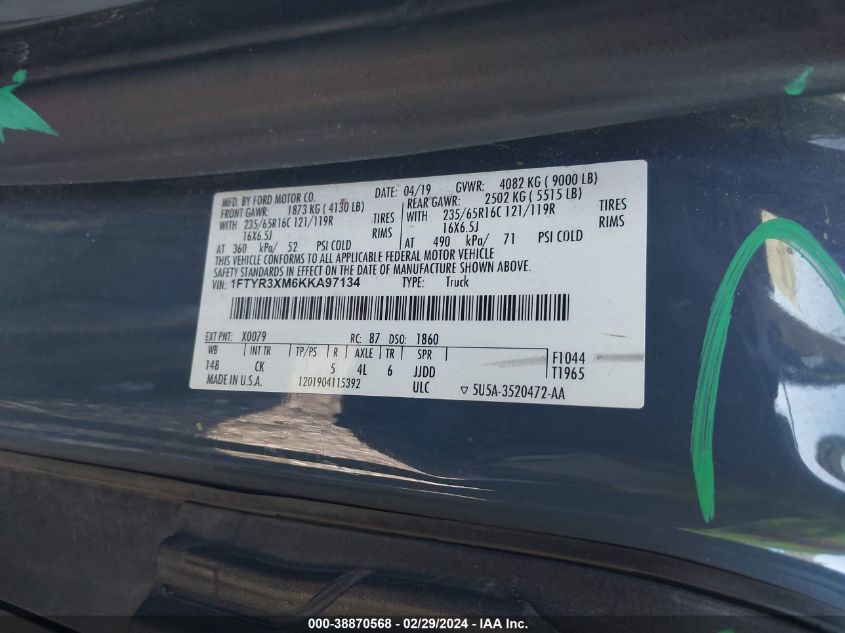 MFD. BY FORD MOTOR CO.
DATE: 04/19 GVWR: 4082 KG ( 9000 LB)
FRONT GAWR: 1873 KG ( 4130 LB)
REAR GAWR: 2502 KG ( 5515 LB)
WITH 235/65R16C 121/119R TIRES
WITH 235/65R16C 121/119R TIRES
16X6.5J RIMS
16X6.5J RIMS
AT 360 kPa/ 52 PSI COLD
AT 490 kPa/ 71 PSI COLD
THIS VEHICLE CONFORMS TO ALL APPLICABLE FEDERAL MOTOR VEHICLE
SAFETY STANDARDS IN EFFECT ON THE DATE OF MANUFACTURE SHOWN ABOVE.
VIN: 1FTYR3XM6KKA97134 TYPE: Truck
EXT PNT: X0079 RC: 87 DSO: 1860
WB INT TR TP/PS R AXLE TR SPR F1044
148 CK 5 4L 6 JJDD T1965
MADE IN U.S.A. 1201904115392 ULC ▽ 5U5A-3520472-AA
000-38870568 - 02/29/2024 - IAA Inc.